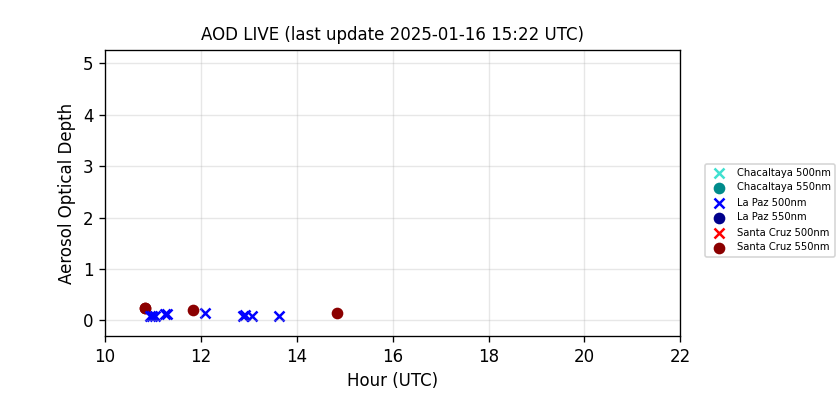 AOD LIVE (last update 2025-01-16 15:22 UTC)
Aerosol Optical Depth
5
4
3
2
1
0
10 12 14 16 18 20 22
Hour (UTC)
Chacaltaya 500nm
Chacaltaya 550nm
La Paz 500nm
La Paz 550nm
Santa Cruz 500nm
Santa Cruz 550nm